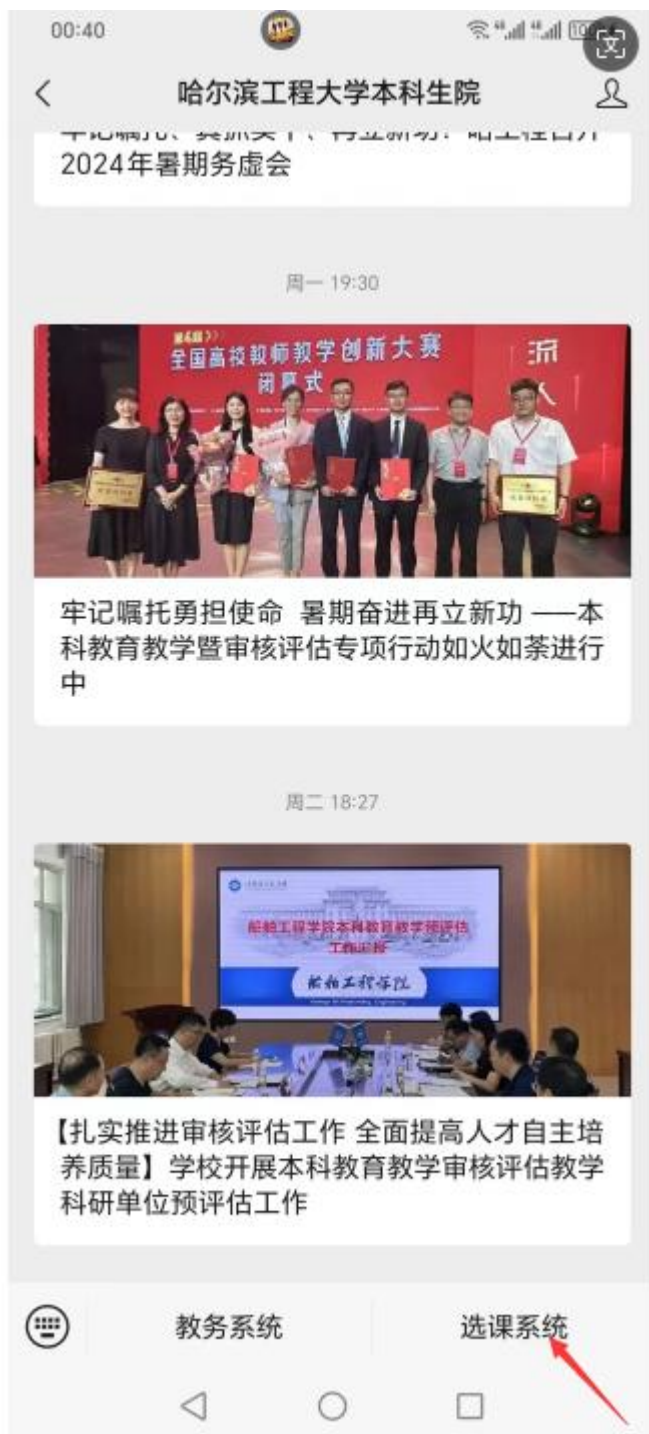 00:40
文
哈尔滨工程大学本科生院
2024年暑期务虚会
周一 19:30
全国高校教师教学创新大赛
闭幕式
牢记嘱托勇担使命 暑期奋进再立新功 ——本
科教育教学暨审核评估专项行动如火如荼进行
中
周二 18:27
船舶工程学院本科教育教学预评估
工作汇报
船舶工程学院
【扎实推进审核评估工作 全面提高人才自主培
养质量】学校开展本科教育教学审核评估教学
科研单位预评估工作
教务系统
选课系统